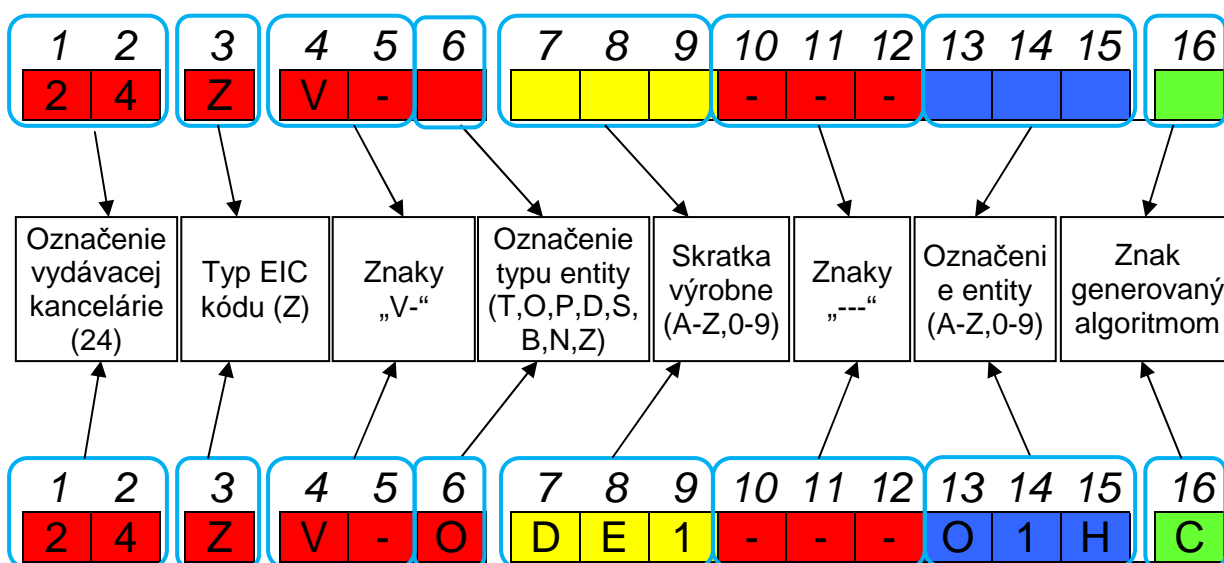 1 2 3 4 5 6 7 8 9 10 11 12 13 14 15 16
2 4 Z V - - - -
Označenie
vydávacej
kancelárie
(24)
Typ EIC
kódu (Z)
Znaky
„V-“
Označenie
typu entity
(T,O,P,D,S,
B,N,Z)
Skratka
výrobne
(A-Z,0-9)
Znaky
„---“
Označeni
e entity
(A-Z,0-9)
Znak
generovaný
algoritmom
1 2 3 4 5 6 7 8 9 10 11 12 13 14 15 16
2 4 Z V - O D E 1 - - - O 1 H C